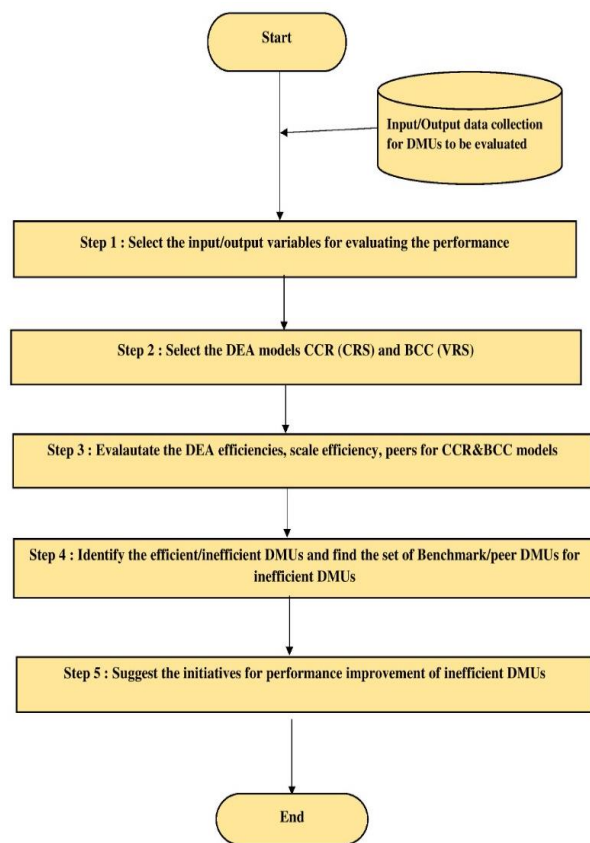 Start
Input/Output data collection
for DMUs to be evaluated
Step 1 : Select the input/output variables for evaluating the performance
Step 2 : Select the DEA models CCR (CRS) and BCC (VRS)
Step 3 : Evalautate the DEA efficiencies, scale efficiency, peers for CCR&BCC models
Step 4 : Identify the efficient/inefficient DMUs and find the set of Benchmark/peer DMUs for
inefficient DMUs
Step 5 : Suggest the initiatives for performance improvement of inefficient DMUs
End